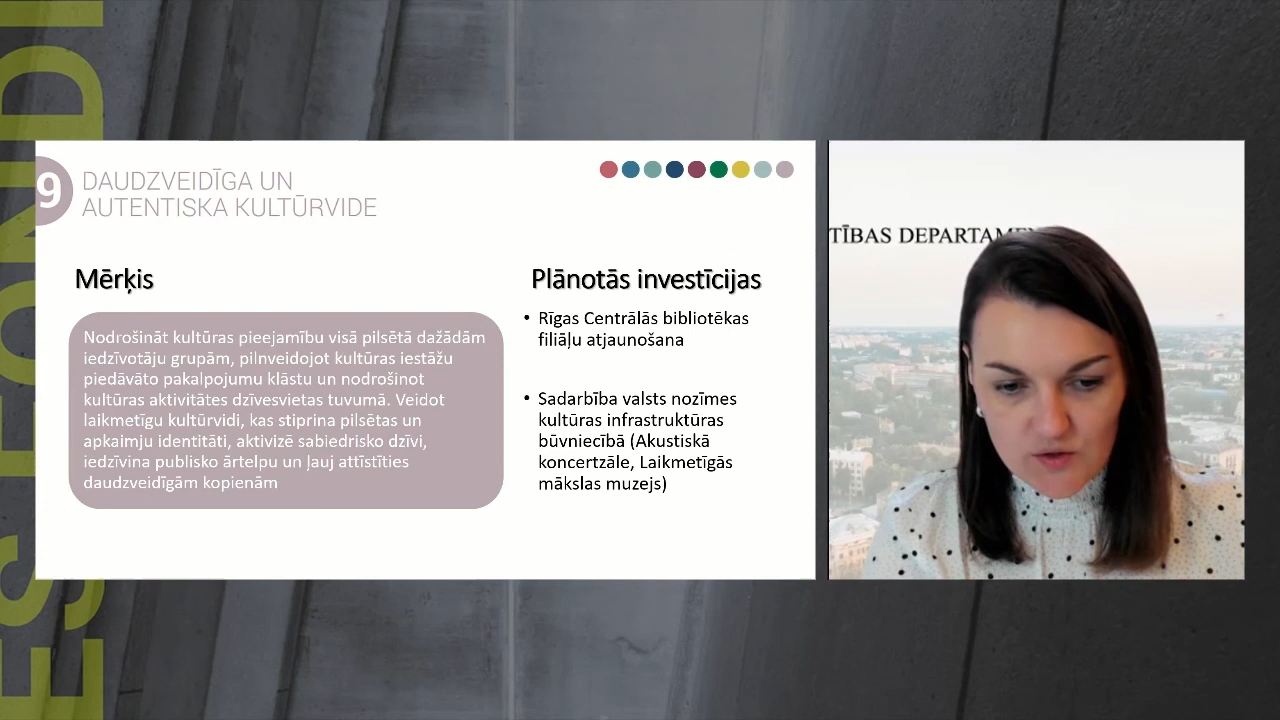 ES FONDI
9
DAUDZVEIDĪGA UN
AUTENTISKA KULTŪRVIDE
Mērķis
Nodrošināt kultūras pieejamību visā pilsētā dažādām
iedzīvotāju grupām, pilnveidojot kultūras iestāžu
piedāvāto pakalpojumu klāstu un nodrošinot
kultūras aktivitātes dzīvesvietas tuvumā. Veidot
laikmetīgu kultūrvidi, kas stiprina pilsētas un
apkaimju identitāti, aktivizē sabiedrisko dzīvi,
iedzīvina publisko ārtelpu un ļauj attīstīties
daudzveidīgām kopienām
Plānotās investīcijas
• Rīgas Centrālās bibliotēkas
filiāļu atjaunošana
• Sadarbība valsts nozīmes
kultūras infrastruktūras
būvniecībā (Akustiskā
koncertzāle, Laikmetīgās
mākslas muzejs)
TĪBAS DEPARTAMEN